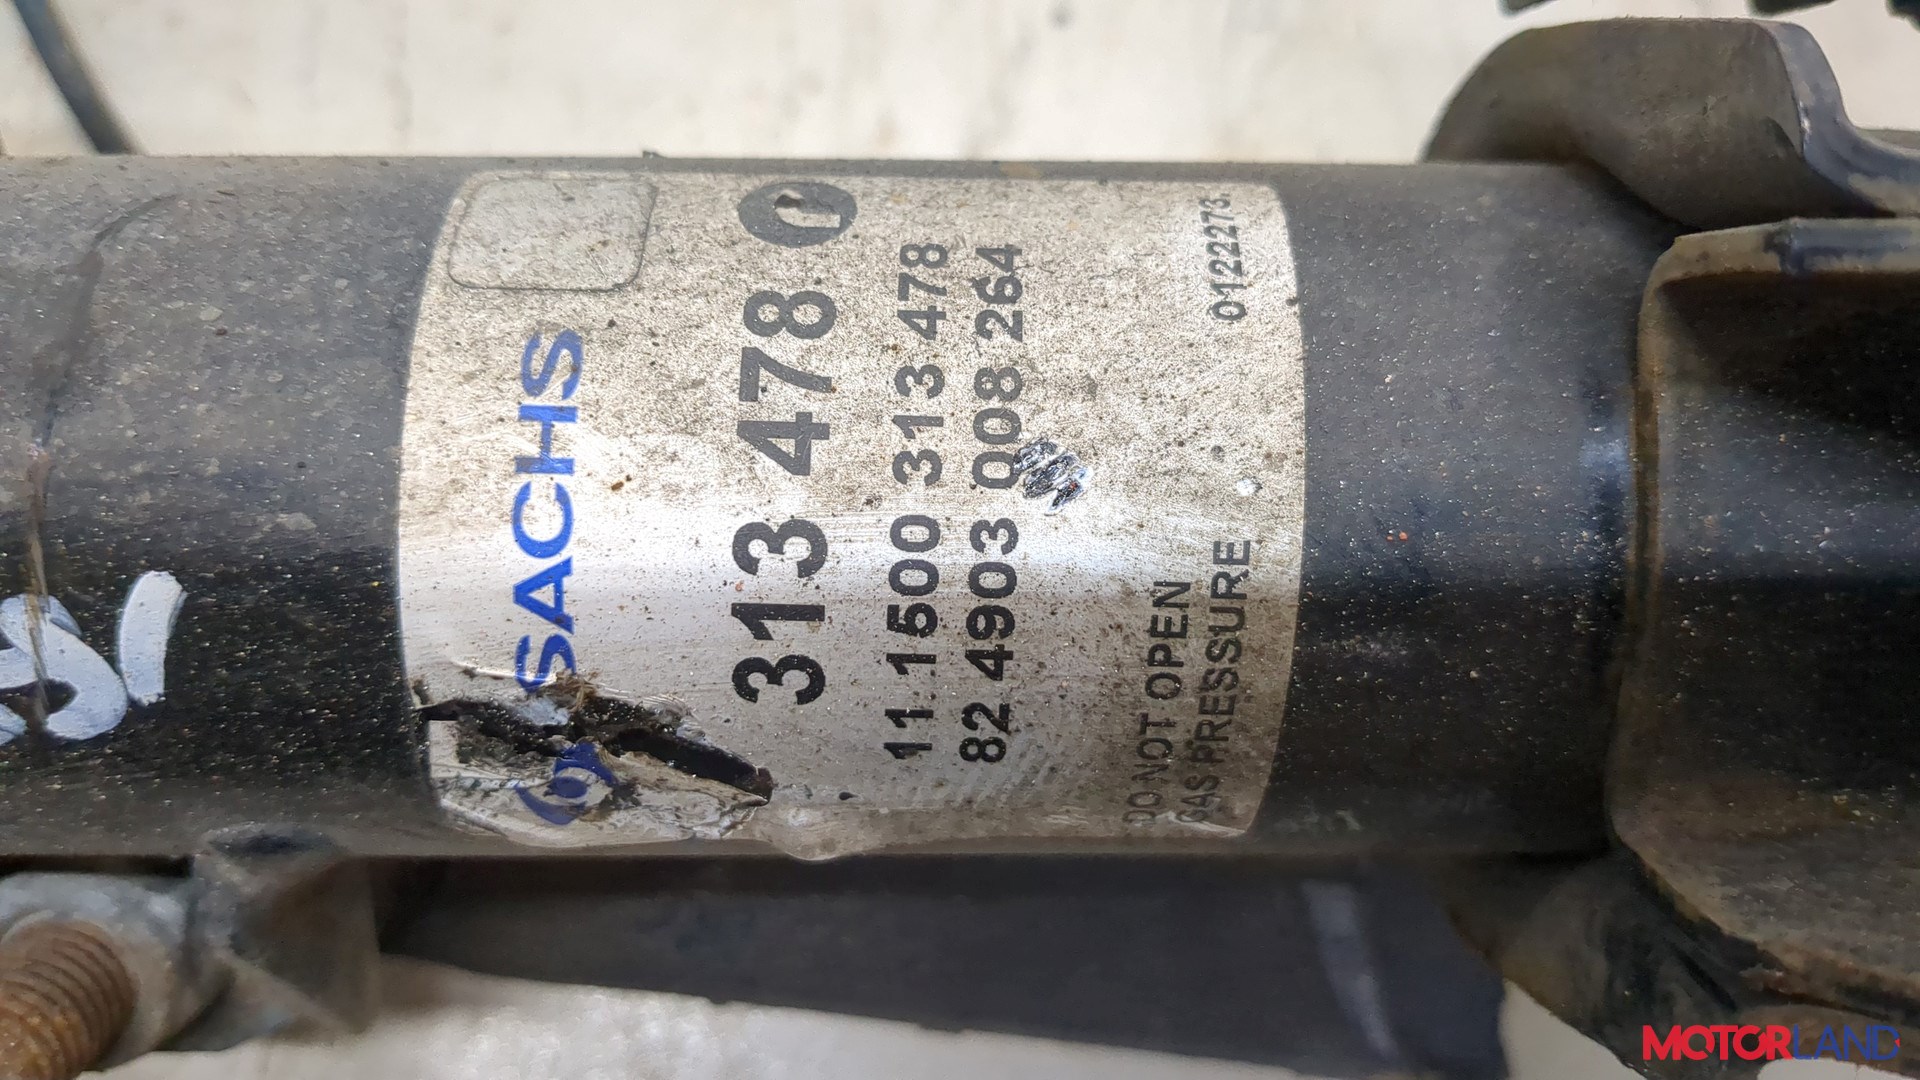 SACHS
313 478
11.1500 313 478
82 4903 008 264
DO NOT OPEN
GAS PRESSURE
0122273.
MOTORLAND